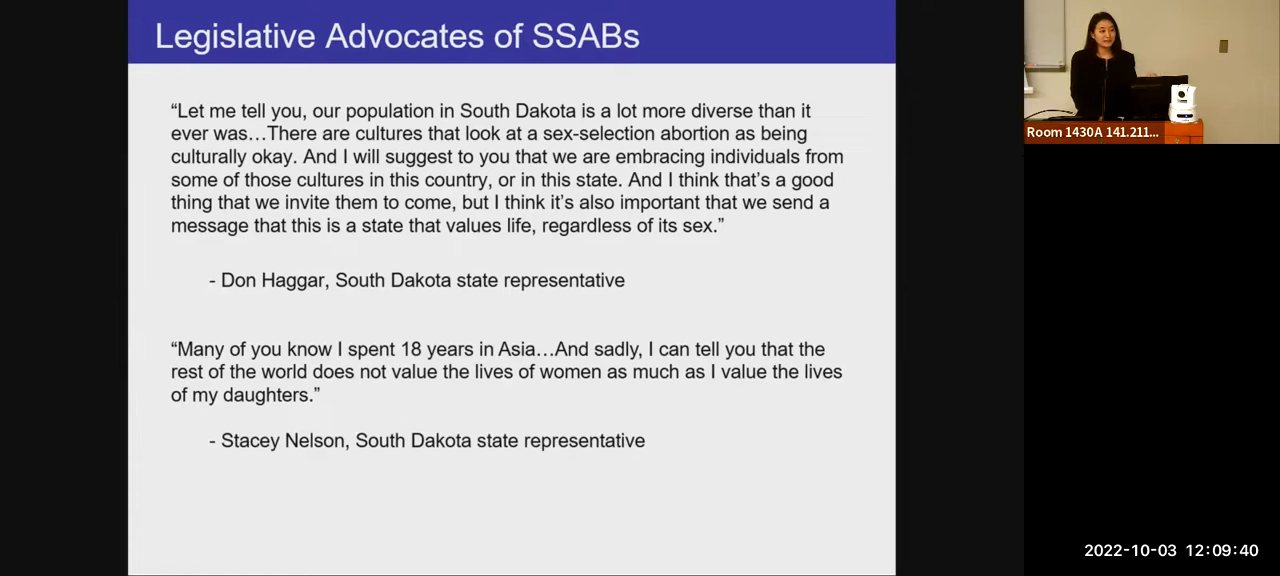 Legislative Advocates of SSABs
“Let me tell you, our population in South Dakota is a lot more diverse than it
ever was…There are cultures that look at a sex-selection abortion as being
culturally okay. And I will suggest to you that we are embracing individuals from
some of those cultures in this country, or in this state. And I think that’s a good
thing that we invite them to come, but I think it’s also important that we send a
message that this is a state that values life, regardless of its sex.”
- Don Haggar, South Dakota state representative
“Many of you know I spent 18 years in Asia…And sadly, I can tell you that the
rest of the world does not value the lives of women as much as I value the lives
of my daughters.”
- Stacey Nelson, South Dakota state representative
Room 1430A 141.211...
2022-10-03 12:09:40